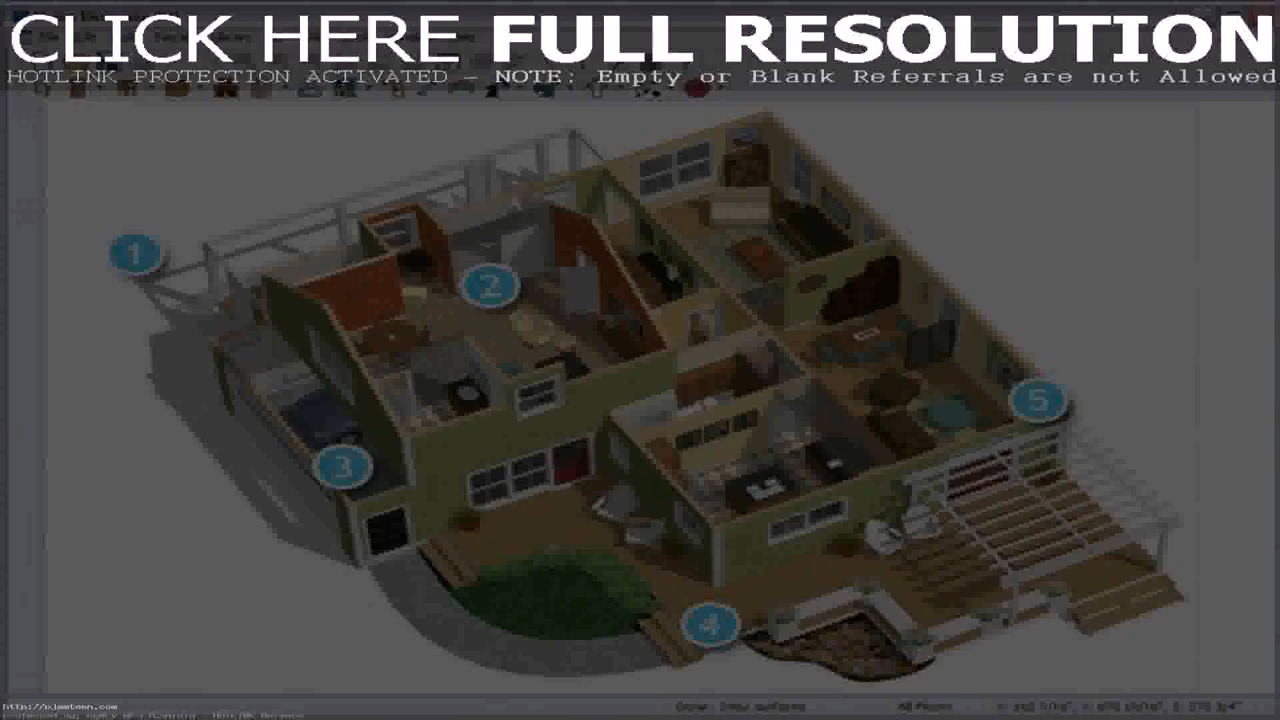 CLICK HERE FULL RESOLUTION
HOTLINK PROTECTION ACTIVATED – NOTE: Empty or Blank Referrals are not Allowed
1
2
3
4
5